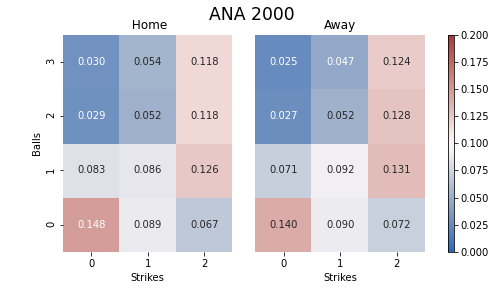 ANA 2000
Home
Away
3 0.030 0.054 0.118 0.025 0.047 0.124
2 0.029 0.052 0.118 0.027 0.052 0.128
1 0.083 0.086 0.126 0.071 0.092 0.131
0 0.148 0.089 0.067 0.140 0.090 0.072
Balls
0 1 2 0 1 2
Strikes
Strikes
0.200
0.175
0.150
0.125
0.100
0.075
0.050
0.025
0.000